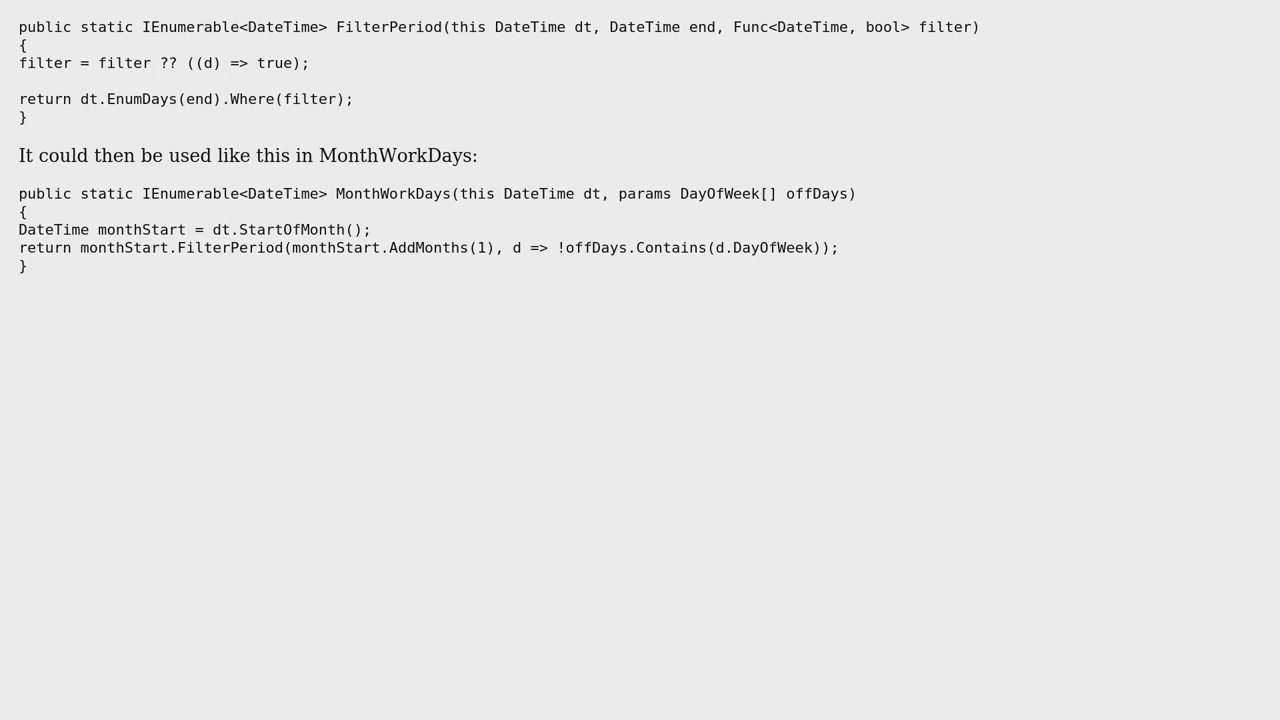 public static IEnumerable<DateTime> FilterPeriod(this DateTime dt, DateTime end, Func<DateTime, bool> filter)
{
filter = filter ?? ((d) => true);
return dt.EnumDays(end).Where(filter);
}
It could then be used like this in MonthWorkDays:
public static IEnumerable<DateTime> MonthWorkDays(this DateTime dt, params DayOfWeek[] offDays)
{
DateTime monthStart = dt.StartOfMonth();
return monthStart.FilterPeriod(monthStart.AddMonths(1), d => !offDays.Contains(d.DayOfWeek));
}